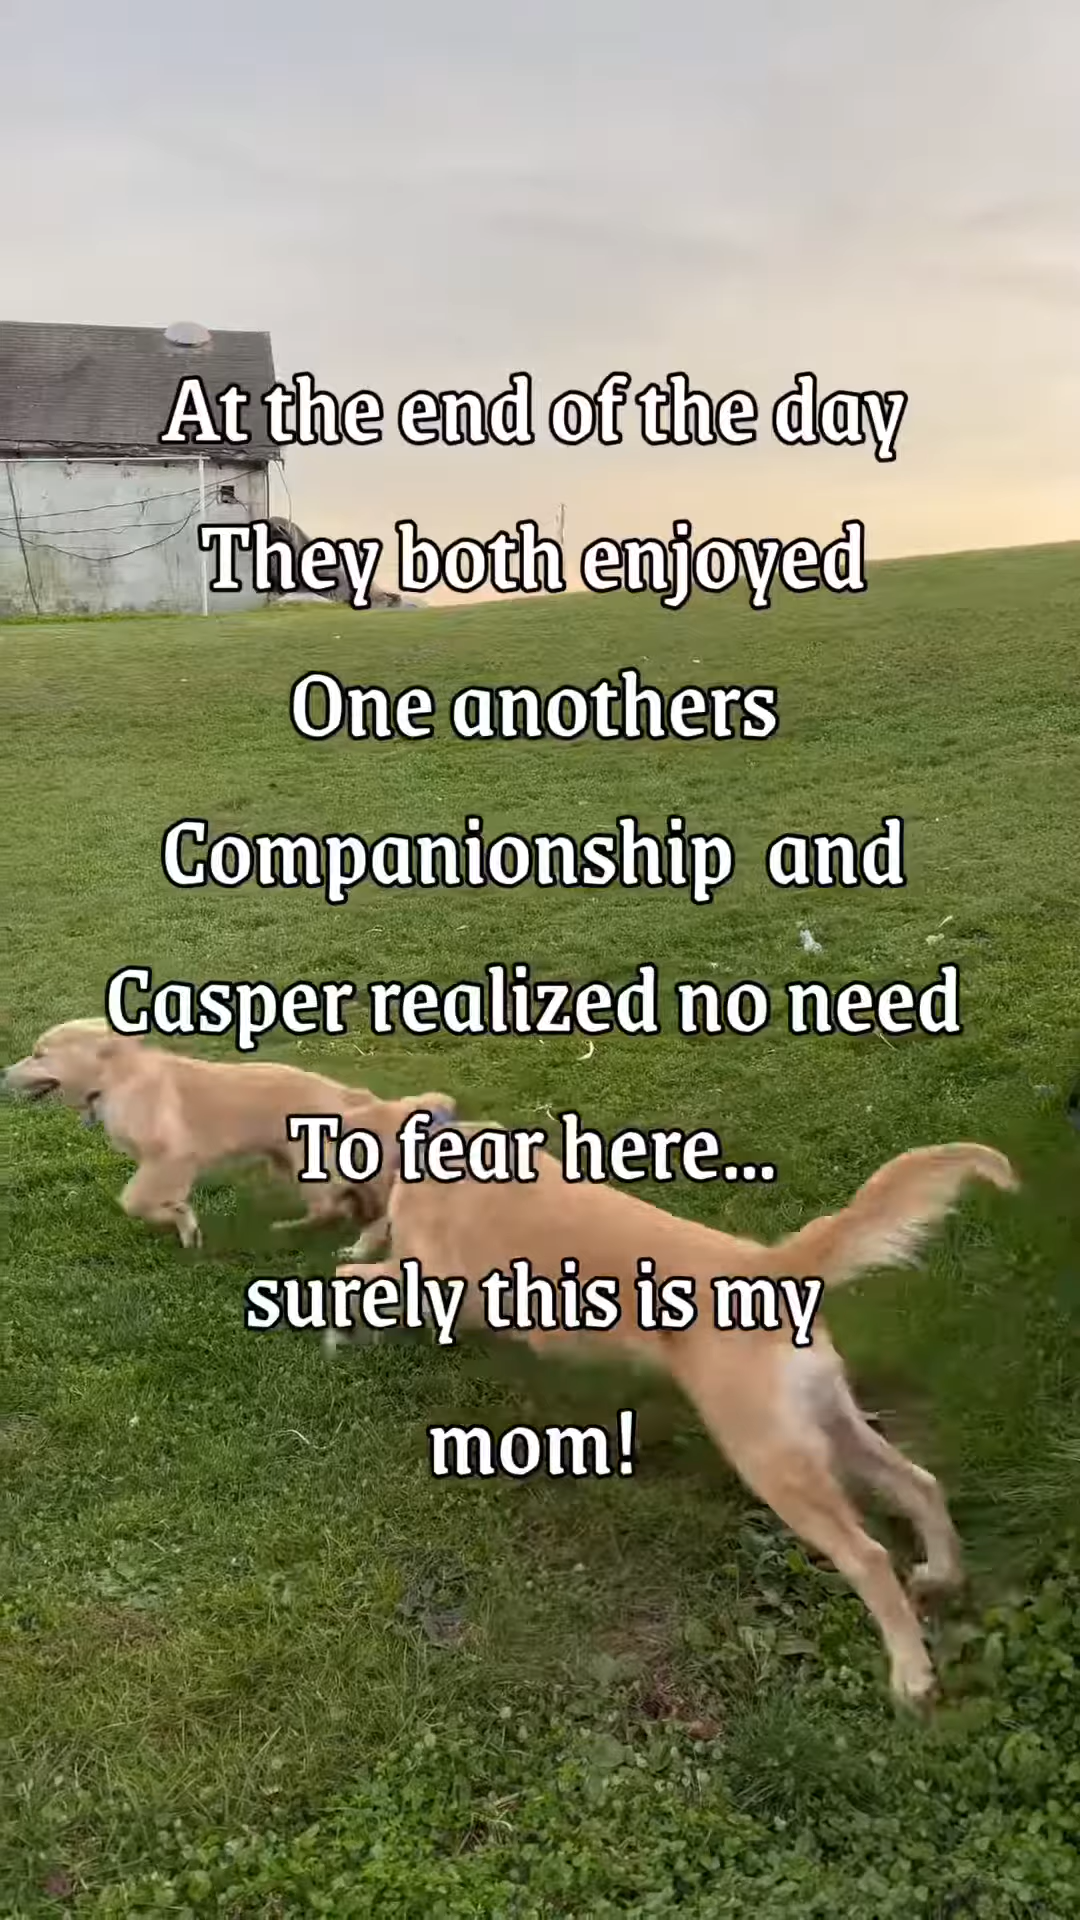 At the end of the day
They both enjoyed
One anothers
Companionship  and
Casper realized no need
To fear here...
surely this is my
mom!